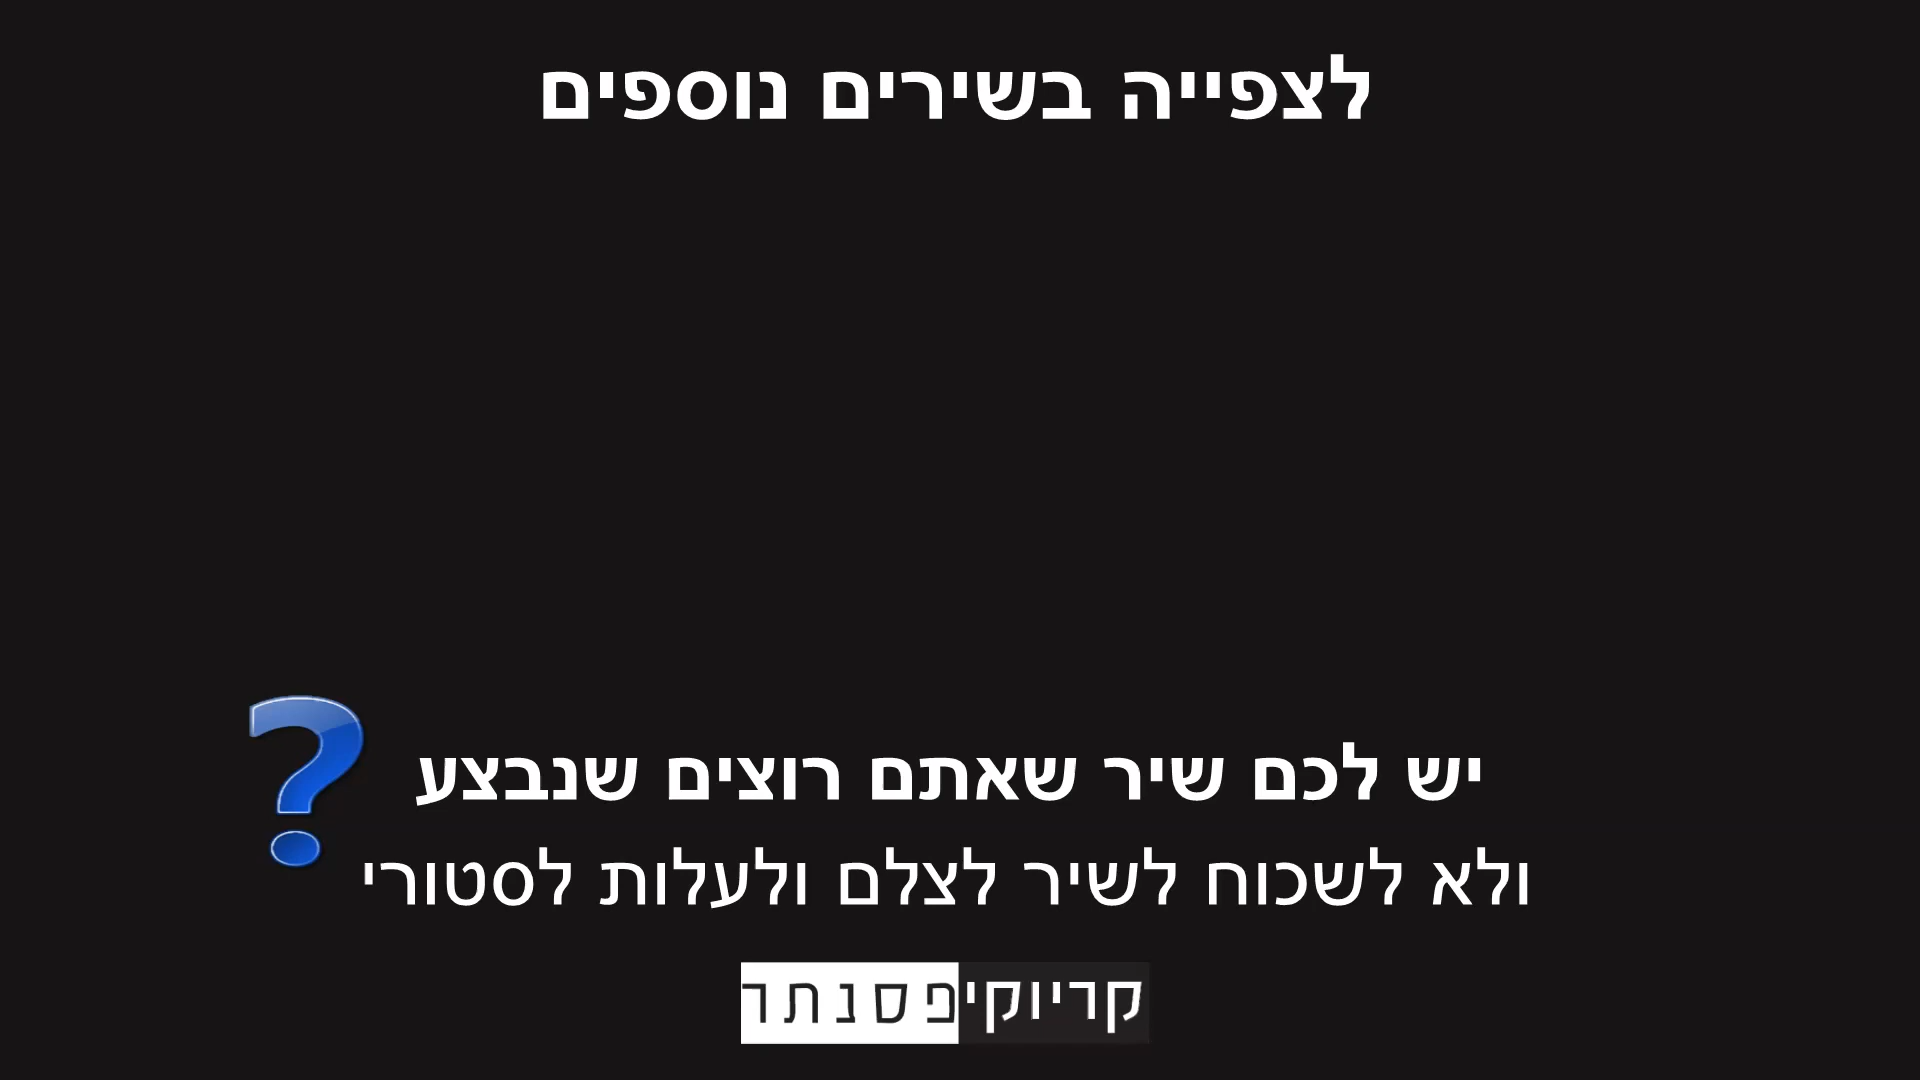 לצפייה בשירים נוספים
יש לכם שיר שאתם רוצים שנבצע ?
ולא לשכוח לשיר לצלם ולעלות לסטורי
קריוקיפסנתר